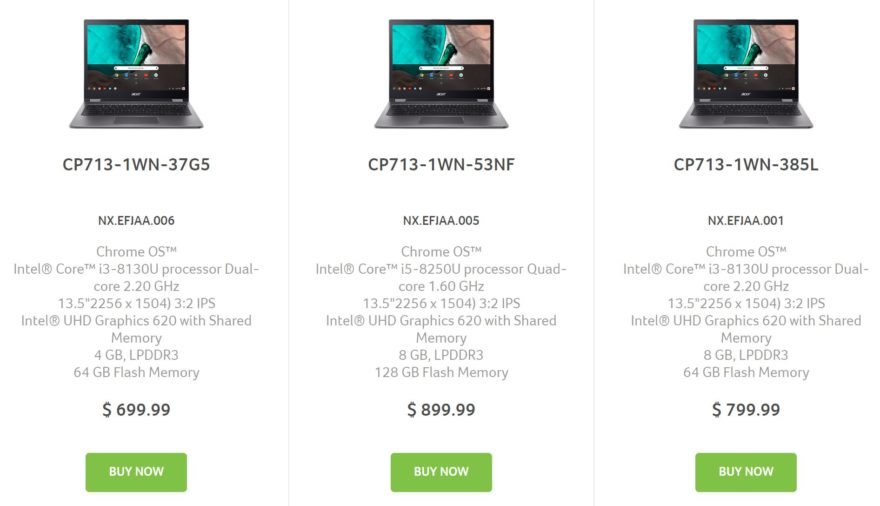 acer
acer
acer
CP713-1WN-37G5
NX.EFJAA.006
Chrome OS™
Intel® Core™ i3-8130U processor Dual-
core 2.20 GHz
13.5"2256 x 1504) 3:2 IPS
Intel® UHD Graphics 620 with Shared
Memory
4 GB, LPDDR3
64 GB Flash Memory
$ 699.99
BUY NOW
CP713-1WN-53NF
NX.EFJAA.005
Chrome OS™
Intel® Core™ i5-8250U processor Quad-
core 1.60 GHz
13.5"2256 x 1504) 3:2 IPS
Intel® UHD Graphics 620 with Shared
Memory
8 GB, LPDDR3
128 GB Flash Memory
$ 899.99
BUY NOW
CP713-1WN-385L
NX.EFJAA.001
Chrome OS™
Intel® Core™ i3-8130U processor Dual-
core 2.20 GHz
13.5"2256 x 1504) 3:2 IPS
Intel® UHD Graphics 620 with Shared
Memory
8 GB, LPDDR3
64 GB Flash Memory
$ 799.99
BUY NOW